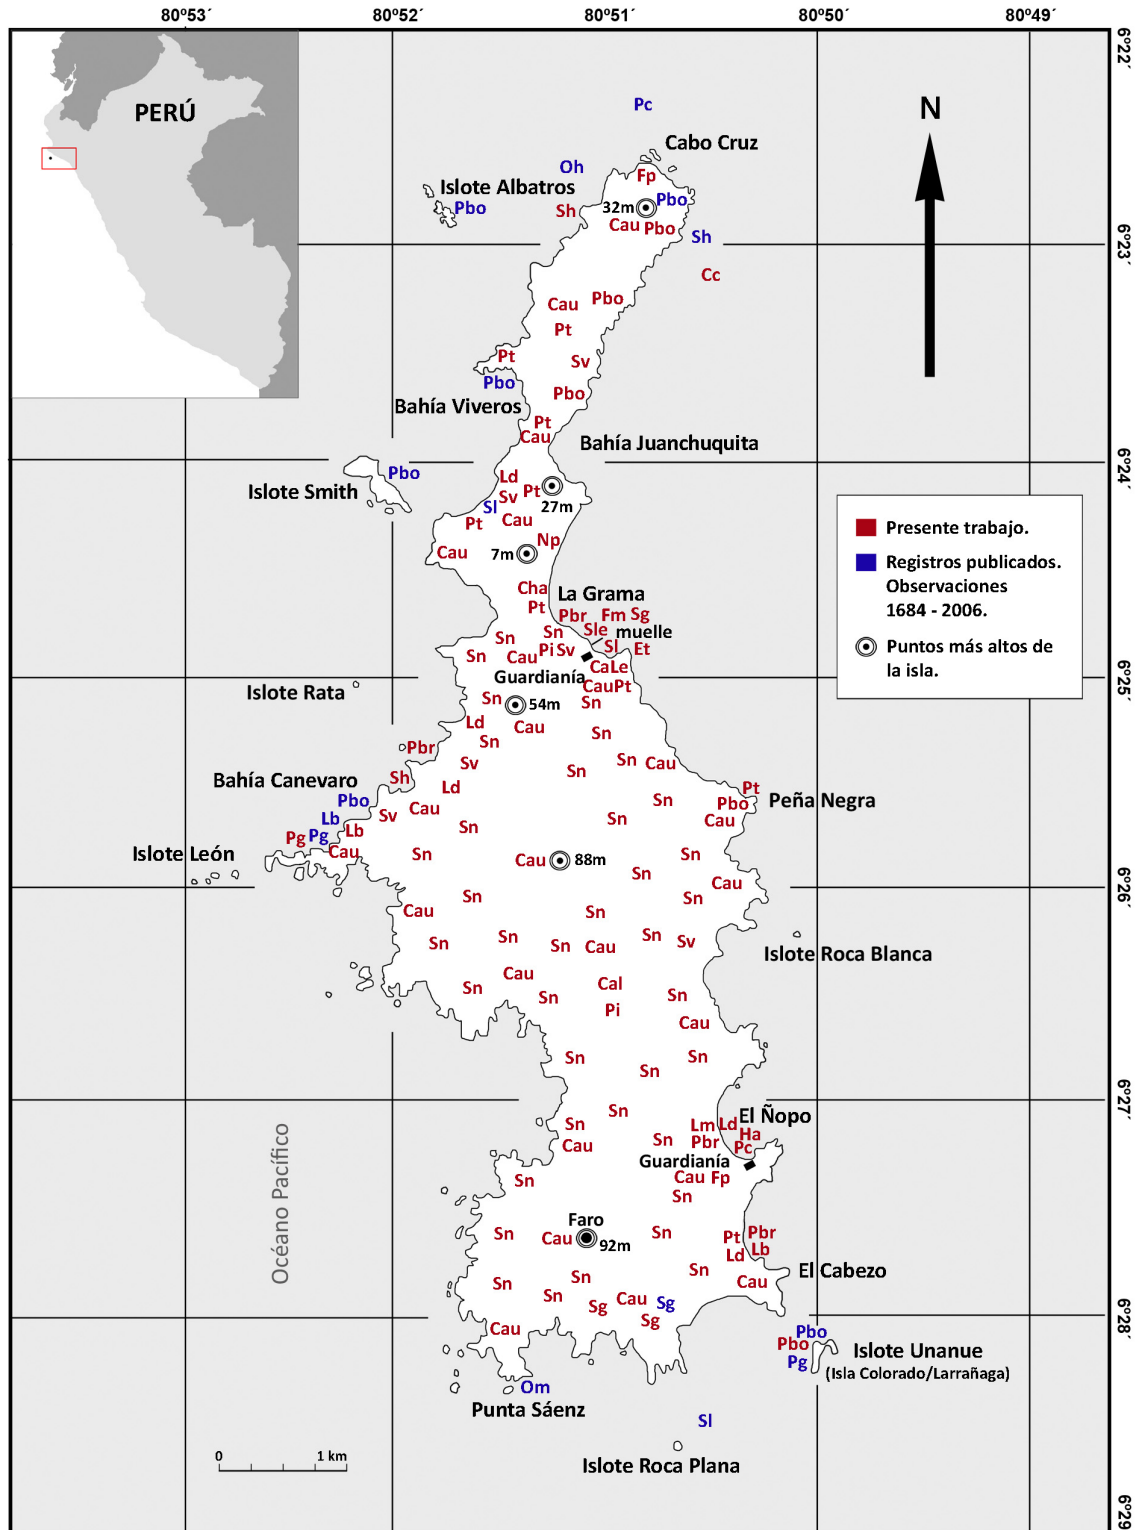 80º53´ 80º52´ 80º51´ 80º50´ 80º49´
6º22´
PERÚ
Pc
N
Cabo Cruz
Oh
Fp
Islote Albatros
Pbo
Pbo
Sh
32m
Cau Pbo
Sh
6º23´
Cc
Pbo
Cau
Pt
Pt
Sv
Pbo
Pbo
Bahía Viveros
Pt
Cau
Bahía Juanchuquita
6º24´
Pbo
Ld
Islote Smith
Pt
Sv
Sl
27m
Pt
Cau
Np
Cau
7m
Presente trabajo.
Registros publicados.
Observaciones
1684 - 2006.
Puntos más altos de
la isla.
Cha
La Grama
Pt
Pbr Fm Sg
Sn
Sn
Sle
muelle
Sn
Cau
Pi Sv
Sl
Et
CaLe
Guardianía
6º25´
CauPt
Islote Rata
Sn
54m
Sn
Ld
Cau
Sn
Sn
Pbr
Sv
Sn
Sn
Cau
Bahía Canevaro
Sh
Ld
Pt
Pbo
Cau
Sn
Pbo
Peña Negra
Lb
Sv
Sn
Sn
Cau
Pg
Pg
Lb
Islote León
Cau
Sn
Cau
88m
Sn
6º26´
Sn
Cau
Sn
Sn
Cau
Sn
Sn
Sn
Sn
Cau
Sn
Sv
Sn
Islote Roca Blanca
Cau
Cal
Sn
Sn
Sn
Pi
Cau
Sn
Sn
Sn
6º27´
Sn
El Ñopo
Sn
Lm
Ld
Ha
Cau
Sn
Pbr
Pc
Guardianía
Sn
Cau Fp
Sn
Océano Pacífico
Faro
Sn
Cau
92m
Sn
Pt
Pbr
Lb
Ld
Sn
Sn
Sn
Cau
El Cabezo
Sn
Sg
Cau
Sg
Sg
6º28´
Cau
Pbo
Pbo
Pg
Islote Unanue
(Isla Colorado/Larrañaga)
Om
Punta Sáenz
Sl
0 1 km
Islote Roca Plana
6º29´